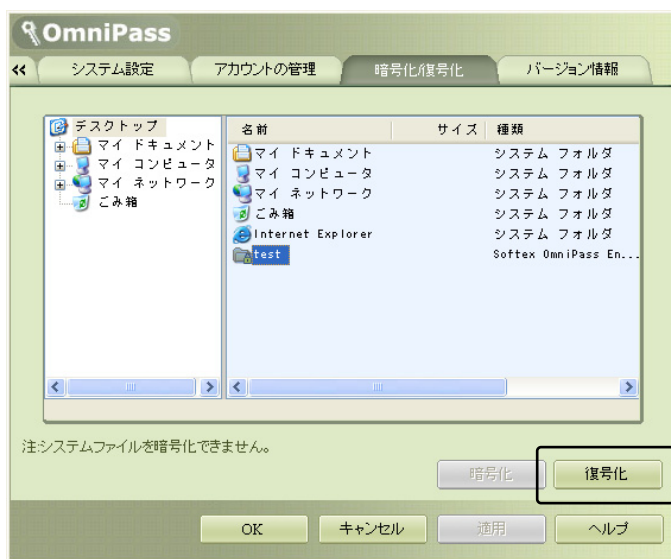 OmniPass
<< システム設定 アカウントの管理 暗号化/復号化 バージョン情報
デスクトップ
マイ ドキュメント
マイ コンピュータ
マイ ネットワーク
ごみ箱
名前 サイズ 種類
マイ ドキュメント システム フォルダ
マイ コンピュータ システム フォルダ
マイ ネットワーク システム フォルダ
ごみ箱 システム フォルダ
Internet Explorer システム フォルダ
test Softex OmniPass En...
注:システムファイルを暗号化できません。
暗号化 復号化
OK キャンセル 適用 ヘルプ